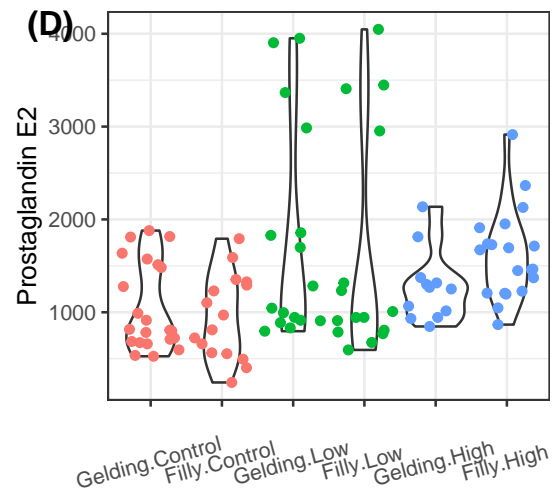 (D)
Prostaglandin E2
4000
3000
2000
1000
Gelding.Control
Filly.Control
Gelding.Low
Filly.Low
Gelding.High
Filly.High